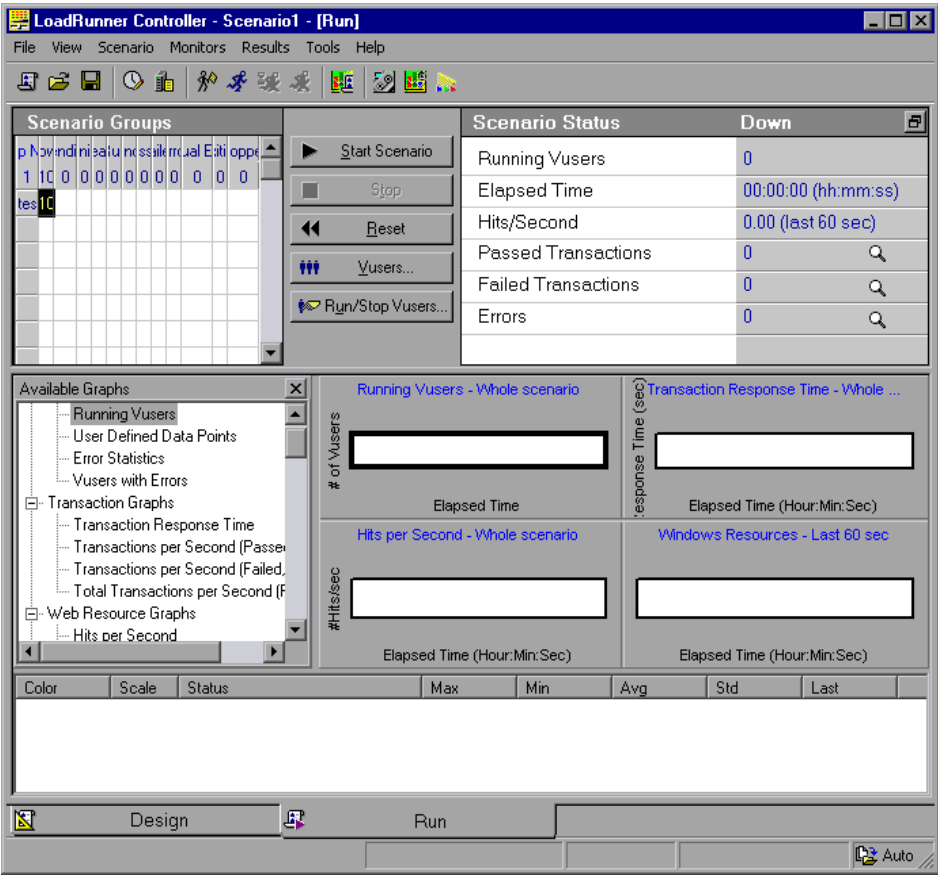 LoadRunner Controller - Scenario1 - [Run]
File View Scenario Monitors Results Tools Help
Scenario Groups
1 10 0 0 0 0 0 0 0 0 0 0 0
tes 10
Start Scenario
Stop
Reset
Vusers...
Run/Stop Vusers...
Scenario Status Down
Running Vusers 0
Elapsed Time 00:00:00 (hh:mm:ss)
Hits/Second 0.00 (last 60 sec)
Passed Transactions 0
Failed Transactions 0
Errors 0
Available Graphs
Running Vusers
User Defined Data Points
Error Statistics
Vusers with Errors
Transaction Graphs
Transaction Response Time
Transactions per Second (Passe
Transactions per Second (Failed,
Total Transactions per Second (F
Web Resource Graphs
Hits per Second
Running Vusers - Whole scenario
# of Vusers
Elapsed Time
Transaction Response Time - Whole ...
esponse Time (sec)
Elapsed Time (Hour:Min:Sec)
Hits per Second - Whole scenario
#Hits/sec
Elapsed Time (Hour:Min:Sec)
Windows Resources - Last 60 sec
Elapsed Time (Hour:Min:Sec)
Color Scale Status Max Min Avg Std Last
Design
Run
Auto